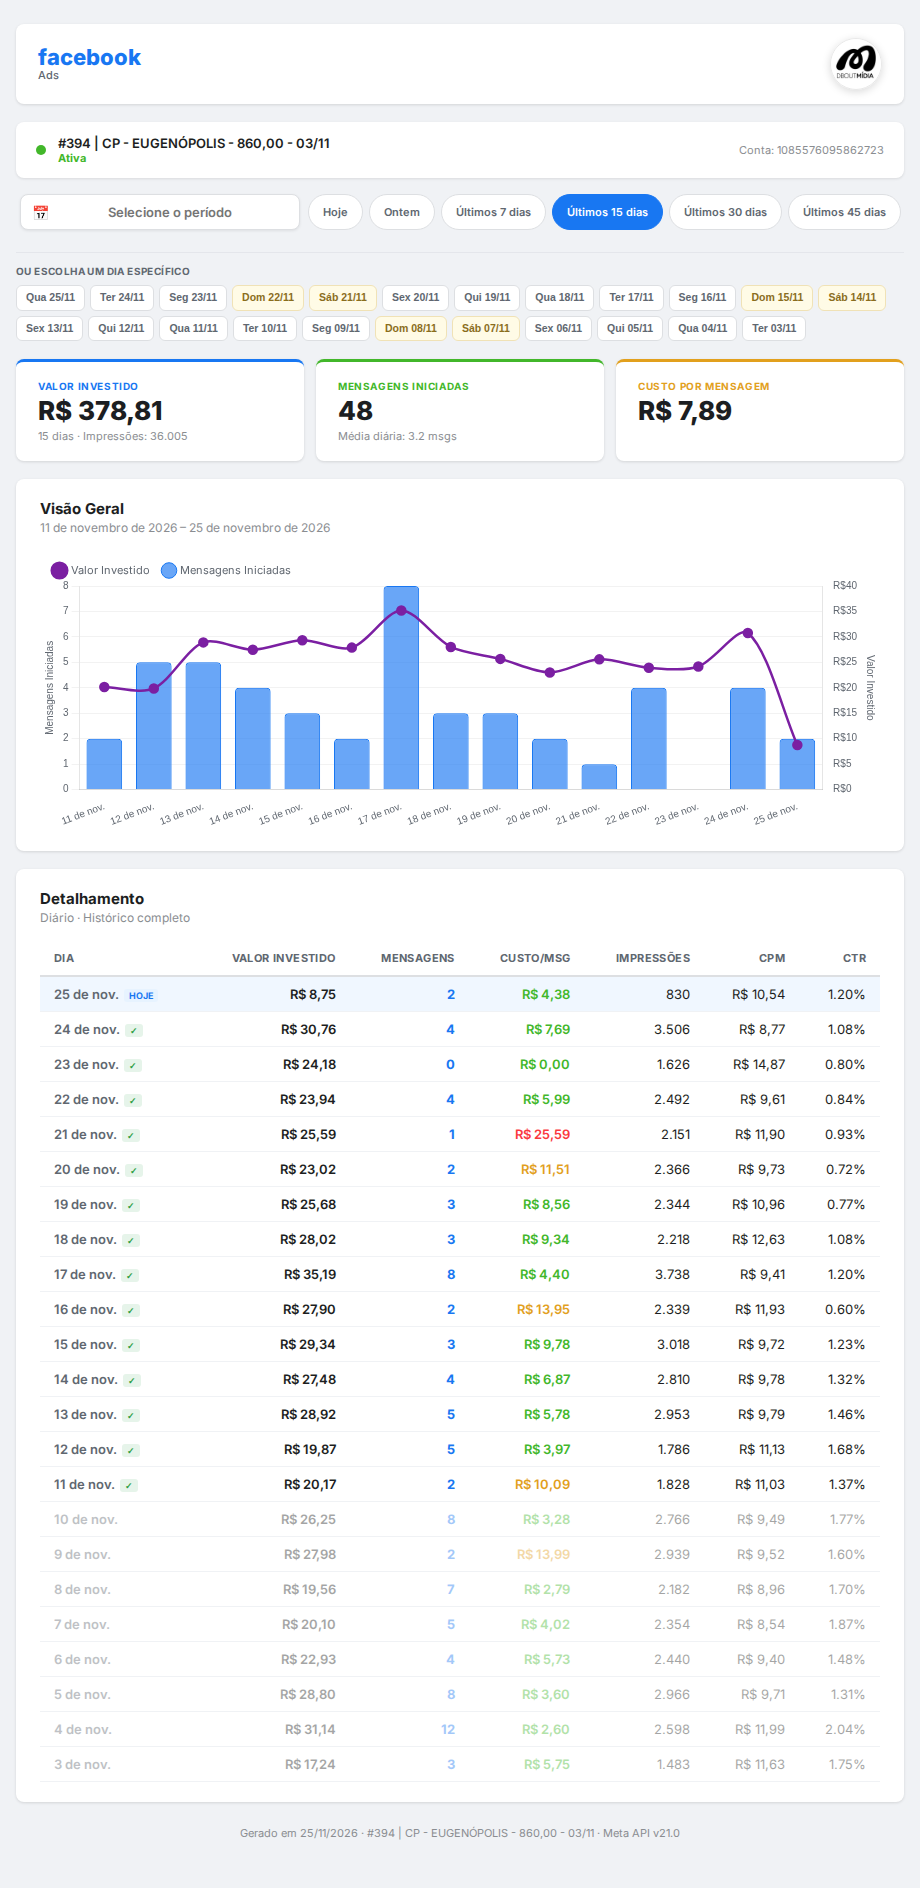 facebook
Ads
DBOUTMÍDIA
#394 | CP - EUGENÓPOLIS - 860,00 - 03/11
Ativa
Conta: 1085576095862723
Selecione o período
Hoje
Ontem
Últimos 7 dias
Últimos 15 dias
Últimos 30 dias
Últimos 45 dias
OU ESCOLHA UM DIA ESPECÍFICO
Qua 25/11 Ter 24/11 Seg 23/11 Dom 22/11 Sáb 21/11 Sex 20/11 Qui 19/11 Qua 18/11 Ter 17/11 Seg 16/11 Dom 15/11 Sáb 14/11
Sex 13/11 Qui 12/11 Qua 11/11 Ter 10/11 Seg 09/11 Dom 08/11 Sáb 07/11 Sex 06/11 Qui 05/11 Qua 04/11 Ter 03/11
VALOR INVESTIDO
R$ 378,81
15 dias · Impressões: 36.005
MENSAGENS INICIADAS
48
Média diária: 3.2 msgs
CUSTO POR MENSAGEM
R$ 7,89
Visão Geral
11 de novembro de 2026 – 25 de novembro de 2026
Valor Investido Mensagens Iniciadas
8 R$40
7 R$35
6 R$30
5 R$25
4 R$20
3 R$15
2 R$10
1 R$5
0 R$0
Mensagens Iniciadas
Valor Investido
11 de nov. 12 de nov. 13 de nov. 14 de nov. 15 de nov. 16 de nov. 17 de nov. 18 de nov. 19 de nov. 20 de nov. 21 de nov. 22 de nov. 23 de nov. 24 de nov. 25 de nov.
Detalhamento
Diário · Histórico completo
DIA VALOR INVESTIDO MENSAGENS CUSTO/MSG IMPRESSÕES CPM CTR
25 de nov. HOJE R$ 8,75 2 R$ 4,38 830 R$ 10,54 1.20%
24 de nov. ✓ R$ 30,76 4 R$ 7,69 3.506 R$ 8,77 1.08%
23 de nov. ✓ R$ 24,18 0 R$ 0,00 1.626 R$ 14,87 0.80%
22 de nov. ✓ R$ 23,94 4 R$ 5,99 2.492 R$ 9,61 0.84%
21 de nov. ✓ R$ 25,59 1 R$ 25,59 2.151 R$ 11,90 0.93%
20 de nov. ✓ R$ 23,02 2 R$ 11,51 2.366 R$ 9,73 0.72%
19 de nov. ✓ R$ 25,68 3 R$ 8,56 2.344 R$ 10,96 0.77%
18 de nov. ✓ R$ 28,02 3 R$ 9,34 2.218 R$ 12,63 1.08%
17 de nov. ✓ R$ 35,19 8 R$ 4,40 3.738 R$ 9,41 1.20%
16 de nov. ✓ R$ 27,90 2 R$ 13,95 2.339 R$ 11,93 0.60%
15 de nov. ✓ R$ 29,34 3 R$ 9,78 3.018 R$ 9,72 1.23%
14 de nov. ✓ R$ 27,48 4 R$ 6,87 2.810 R$ 9,78 1.32%
13 de nov. ✓ R$ 28,92 5 R$ 5,78 2.953 R$ 9,79 1.46%
12 de nov. ✓ R$ 19,87 5 R$ 3,97 1.786 R$ 11,13 1.68%
11 de nov. ✓ R$ 20,17 2 R$ 10,09 1.828 R$ 11,03 1.37%
10 de nov. R$ 26,25 8 R$ 3,28 2.766 R$ 9,49 1.77%
9 de nov. R$ 27,98 2 R$ 13,99 2.939 R$ 9,52 1.60%
8 de nov. R$ 19,56 7 R$ 2,79 2.182 R$ 8,96 1.70%
7 de nov. R$ 20,10 5 R$ 4,02 2.354 R$ 8,54 1.87%
6 de nov. R$ 22,93 4 R$ 5,73 2.440 R$ 9,40 1.48%
5 de nov. R$ 28,80 8 R$ 3,60 2.966 R$ 9,71 1.31%
4 de nov. R$ 31,14 12 R$ 2,60 2.598 R$ 11,99 2.04%
3 de nov. R$ 17,24 3 R$ 5,75 1.483 R$ 11,63 1.75%
Gerado em 25/11/2026 · #394 | CP - EUGENÓPOLIS - 860,00 - 03/11 · Meta API v21.0